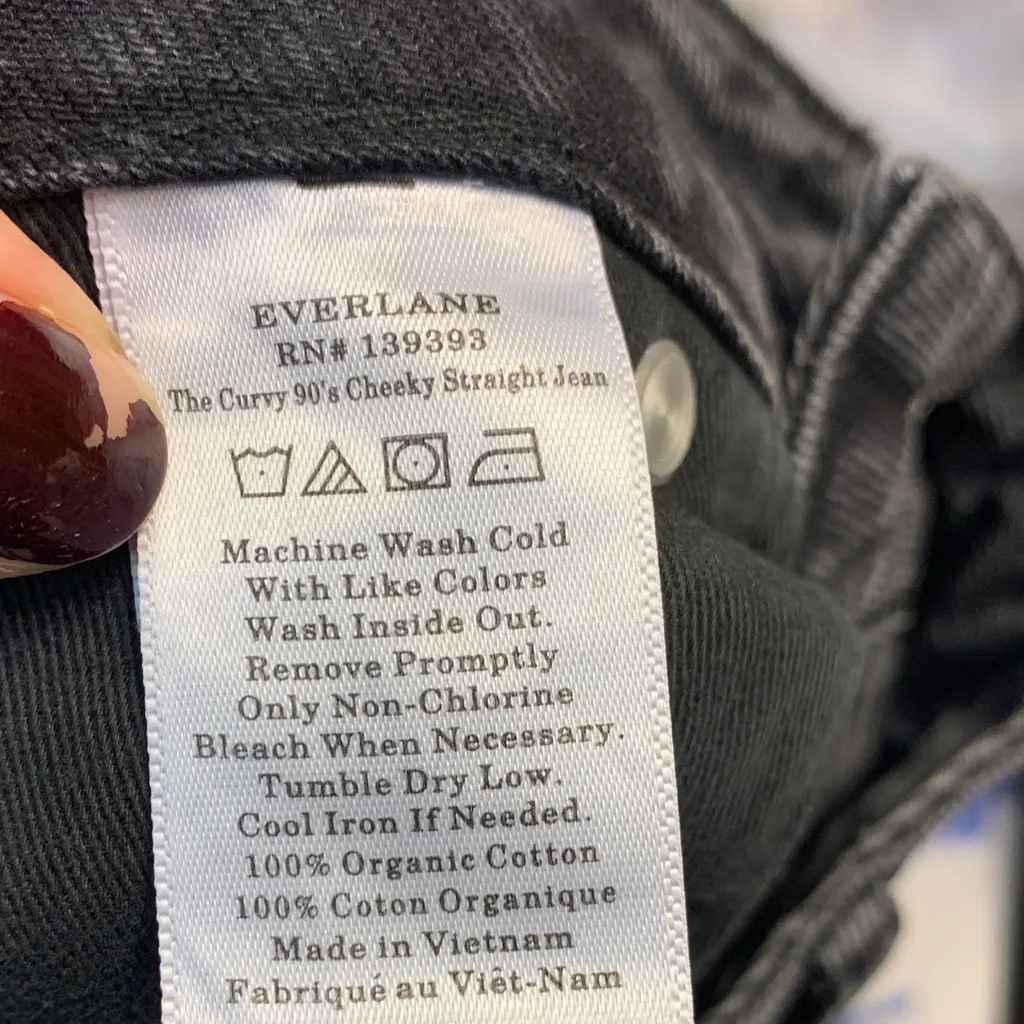 EVERLANE
RN# 139393
The Curvy 90's Cheeky Straight Jean
Machine Wash Cold
With Like Colors
Wash Inside Out.
Remove Promptly
Only Non-Chlorine
Bleach When Necessary.
Tumble Dry Low.
Cool Iron If Needed.
100% Organic Cotton
100% Coton Organique
Made in Vietnam
Fabriqué au Viêt-Nam